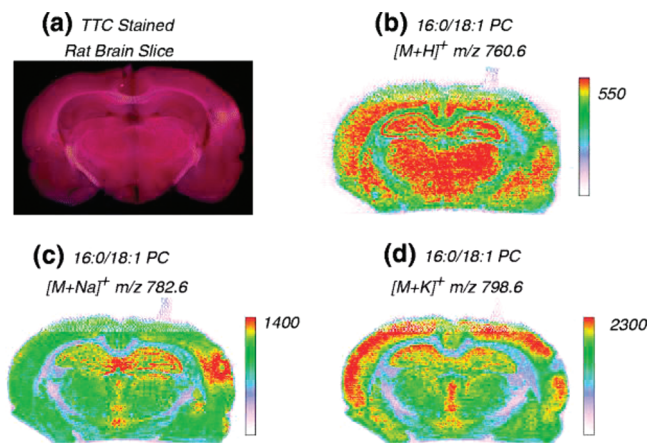 (a) TTC Stained
Rat Brain Slice
(b) 16:0/18:1 PC
[M+H]+ m/z 760.6
550
(c) 16:0/18:1 PC
[M+Na]+ m/z 782.6
1400
(d) 16:0/18:1 PC
[M+K]+ m/z 798.6
2300